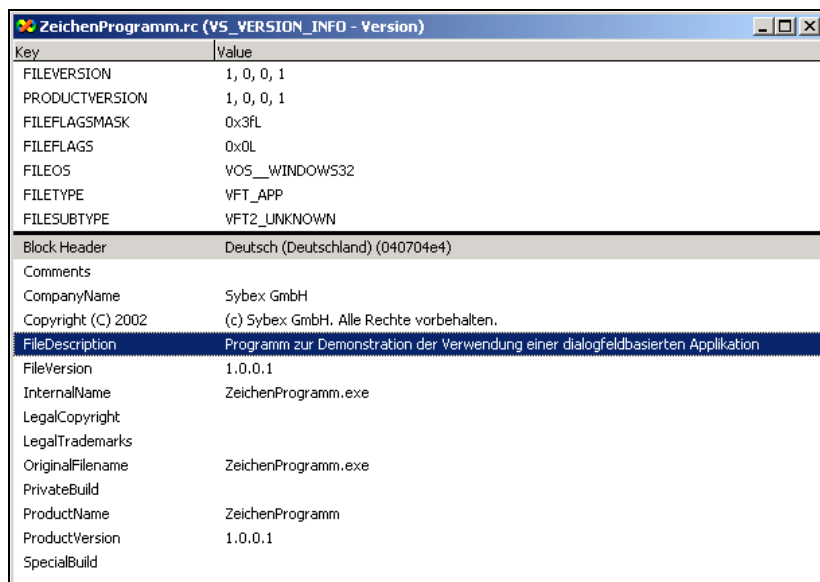 ZeichenProgramm.rc (VS_VERSION_INFO - Version)
Key Value
FILEVERSION 1, 0, 0, 1
PRODUCTVERSION 1, 0, 0, 1
FILEFLAGSMASK 0x3fL
FILEFLAGS 0x0L
FILEOS VOS__WINDOWS32
FILETYPE VFT_APP
FILESUBTYPE VFT2_UNKNOWN
Block Header Deutsch (Deutschland) (040704e4)
Comments
CompanyName Sybex GmbH
Copyright (C) 2002 (c) Sybex GmbH. Alle Rechte vorbehalten.
FileDescription Programm zur Demonstration der Verwendung einer dialogfeldbasierten Applikation
FileVersion 1.0.0.1
InternalName ZeichenProgramm.exe
LegalCopyright
LegalTrademarks
OriginalFilename ZeichenProgramm.exe
PrivateBuild
ProductName ZeichenProgramm
ProductVersion 1.0.0.1
SpecialBuild